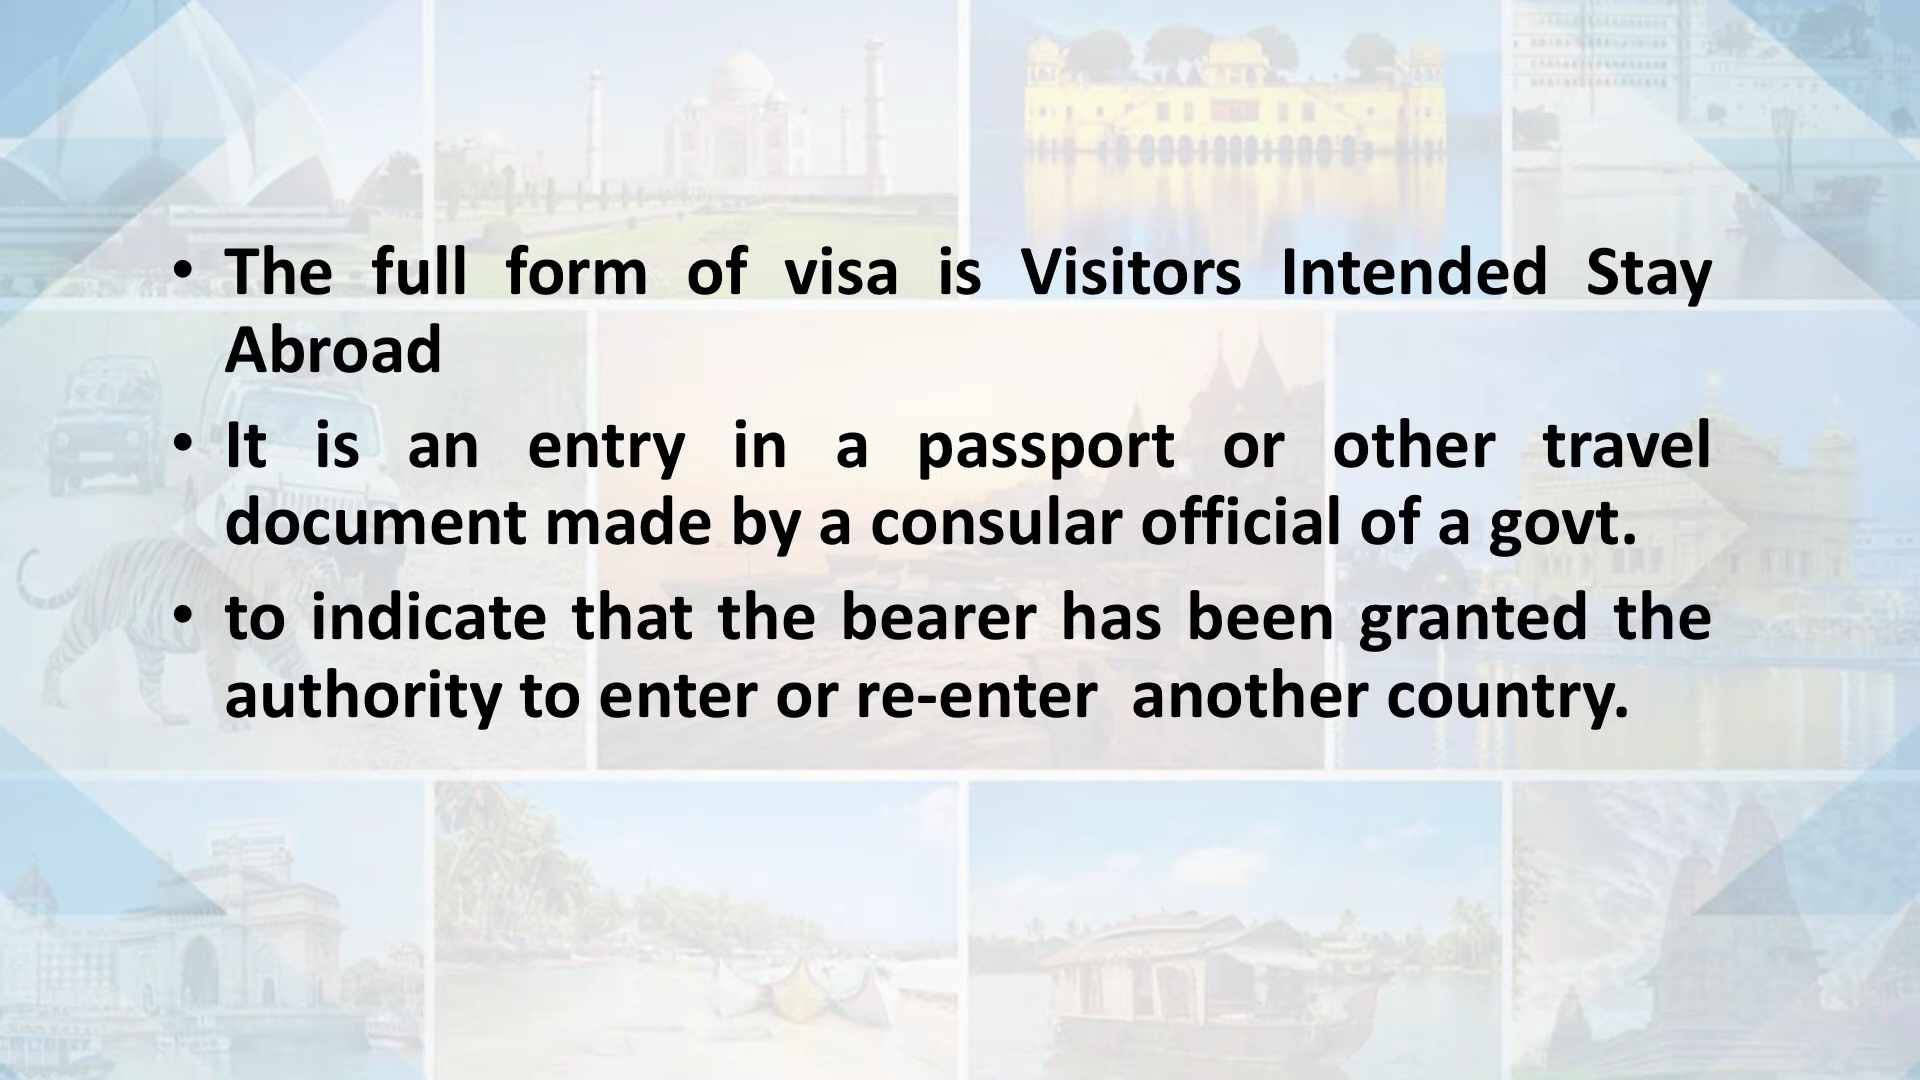 • The full form of visa is Visitors Intended Stay
Abroad
• It is an entry in a passport or other travel
document made by a consular official of a govt.
• to indicate that the bearer has been granted the
authority to enter or re-enter  another country.